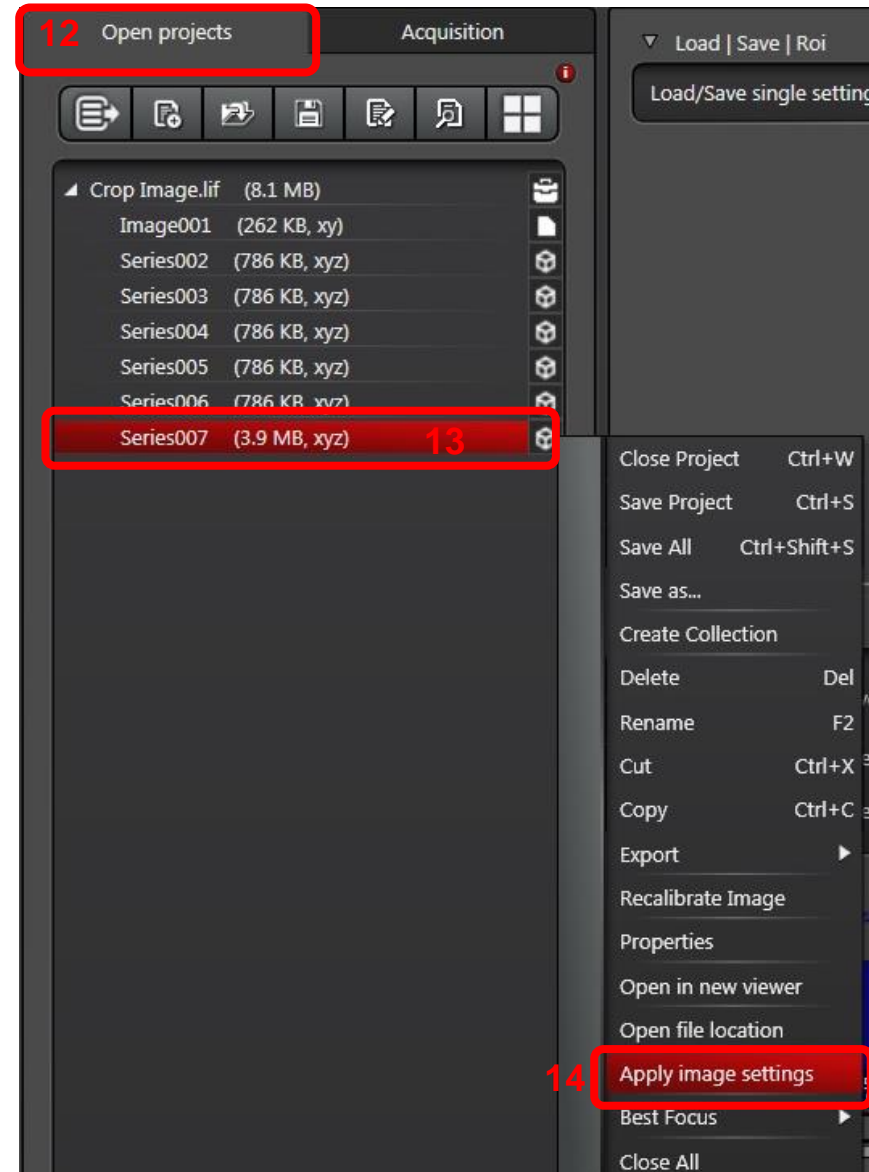 12 Open projects Acquisition
Load | Save | Roi
Load/Save single setting
Crop Image.lif (8.1 MB)
Image001 (262 KB, xy)
Series002 (786 KB, xyz)
Series003 (786 KB, xyz)
Series004 (786 KB, xyz)
Series005 (786 KB, xyz)
Series006 (786 KB, xyz)
Series007 (3.9 MB, xyz) 13
Close Project Ctrl+W
Save Project Ctrl+S
Save All Ctrl+Shift+S
Save as...
Create Collection
Delete Del
Rename F2
Cut Ctrl+X
Copy Ctrl+C
Export
Recalibrate Image
Properties
Open in new viewer
Open file location
14 Apply image settings
Best Focus
Close All